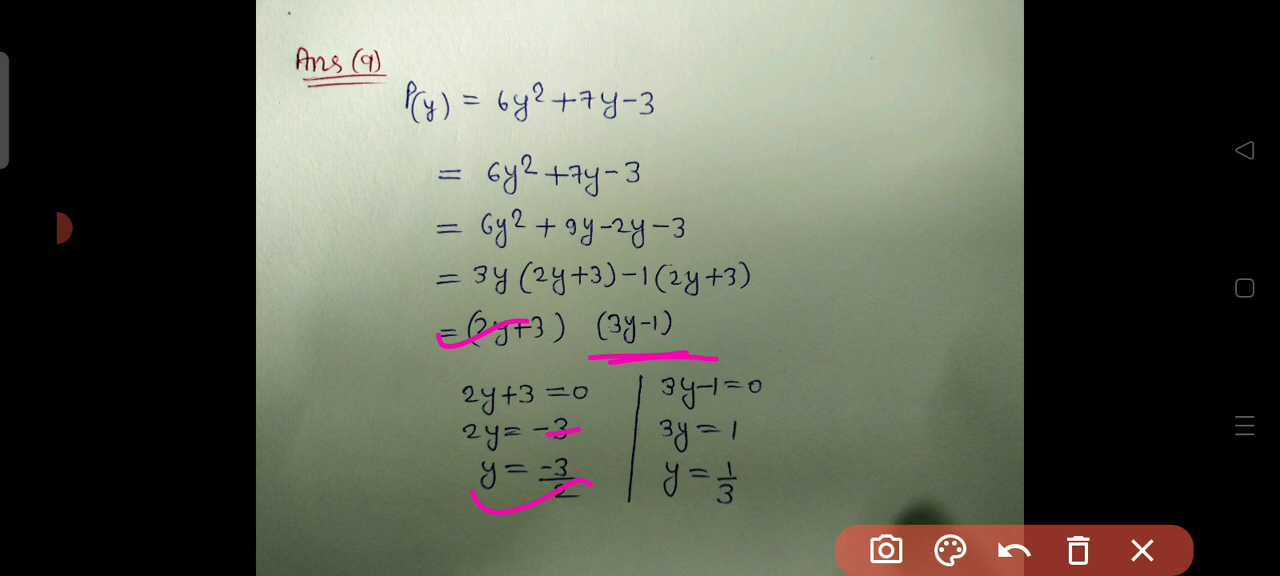 Ans (9)
P(y) = 6y²+7y-3
= 6y²+7y-3
= 6y²+9y-2y-3
= 3y(2y+3)-1(2y+3)
= (2y+3) (3y-1)
2y+3=0
2y=-3
y=-3/2
3y-1=0
3y=1
y=1/3